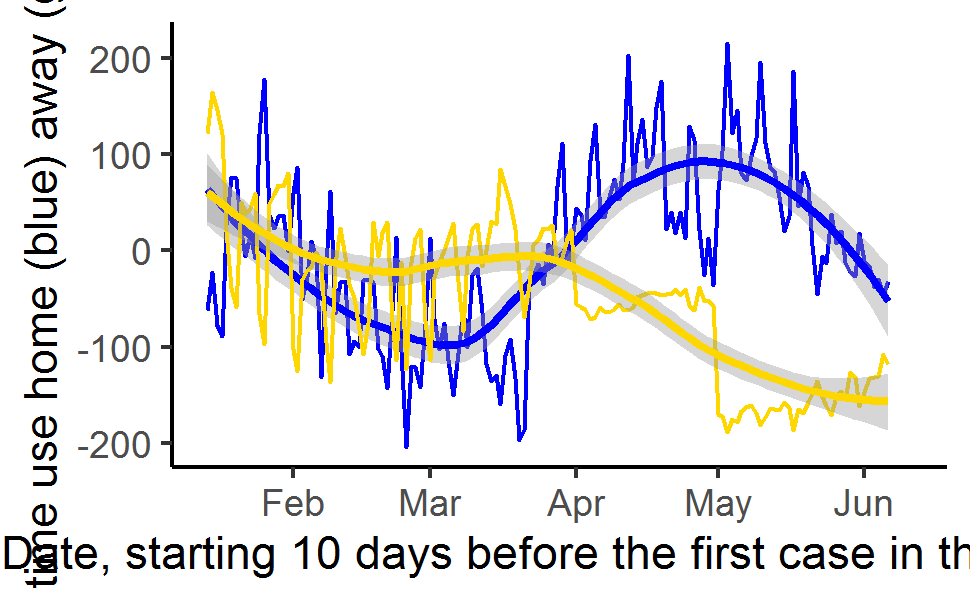 time use home (blue) away (
200
100
0
-100
-200
Feb Mar Apr May Jun
Date, starting 10 days before the first case in th